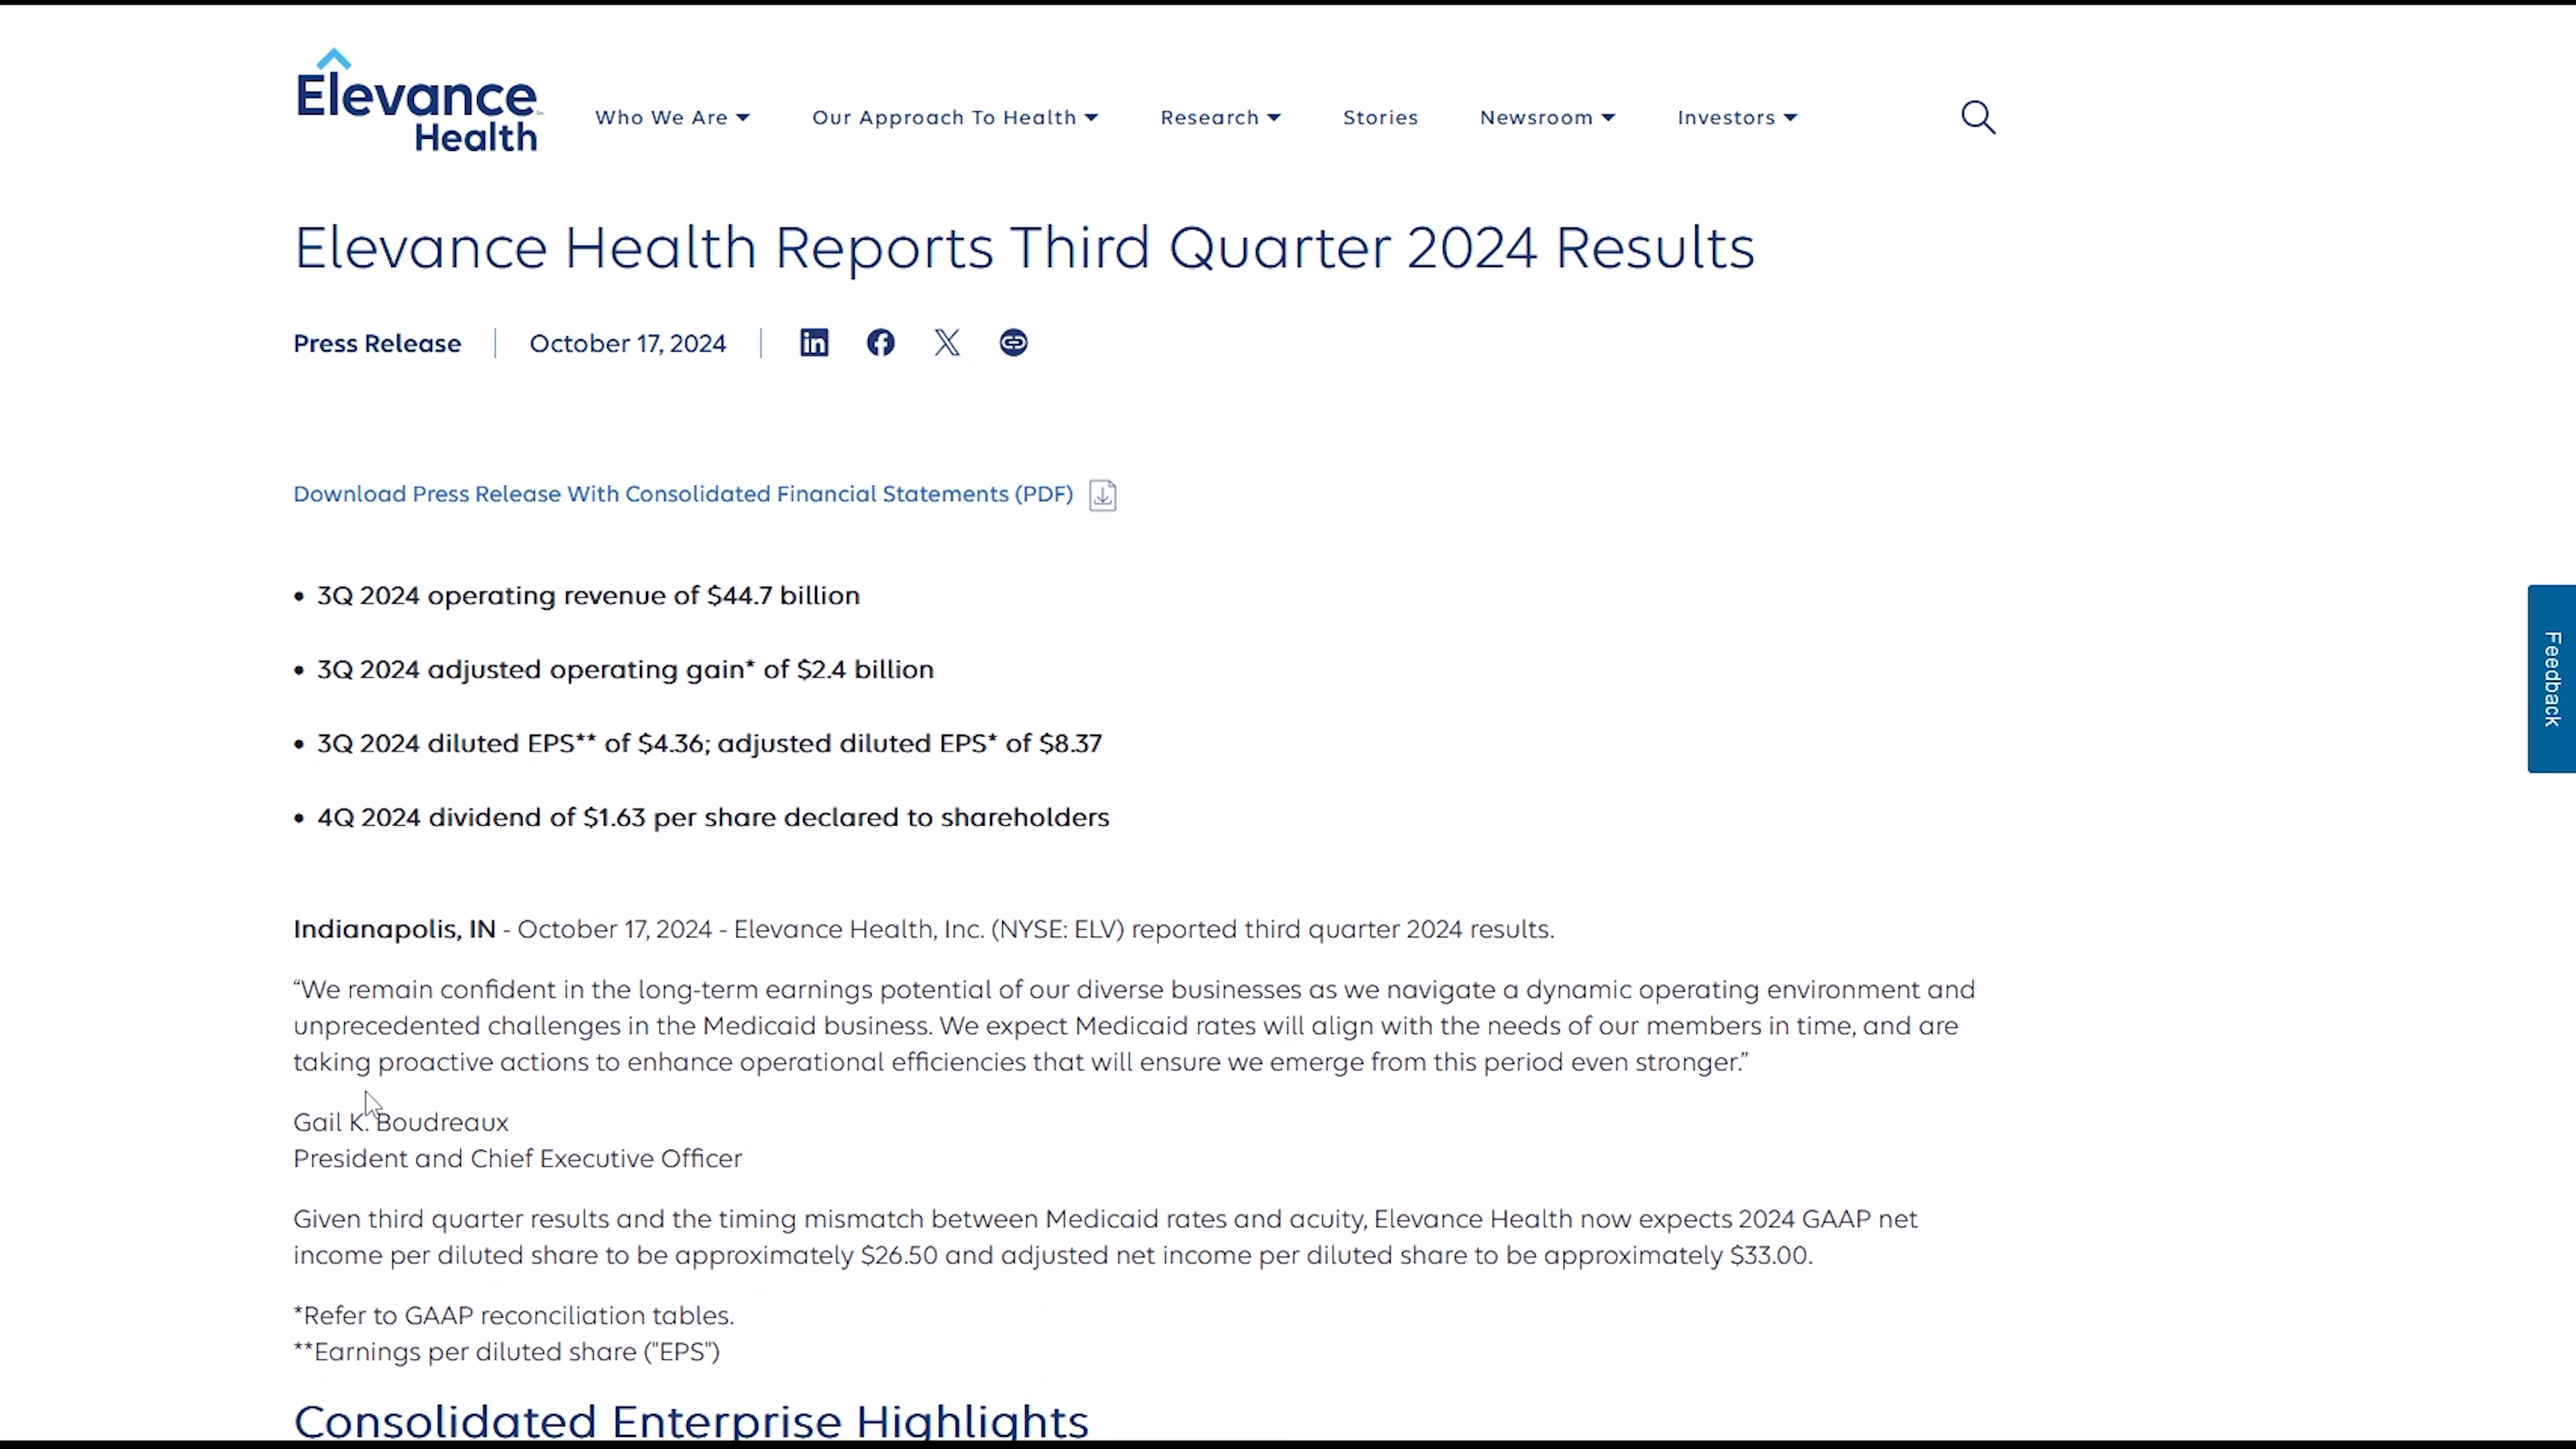 Elevance
Health
Who We Are
Our Approach To Health
Research
Stories
Newsroom
Investors
Elevance Health Reports Third Quarter 2024 Results
Press Release
October 17, 2024
in
Download Press Release With Consolidated Financial Statements (PDF)
• 3Q 2024 operating revenue of $44.7 billion
• 3Q 2024 adjusted operating gain* of $2.4 billion
• 3Q 2024 diluted EPS** of $4.36; adjusted diluted EPS* of $8.37
• 4Q 2024 dividend of $1.63 per share declared to shareholders
Feedback
Indianapolis, IN - October 17, 2024 - Elevance Health, Inc. (NYSE: ELV) reported third quarter 2024 results.
“We remain confident in the long-term earnings potential of our diverse businesses as we navigate a dynamic operating environment and
unprecedented challenges in the Medicaid business. We expect Medicaid rates will align with the needs of our members in time, and are
taking proactive actions to enhance operational efficiencies that will ensure we emerge from this period even stronger.”
Gail K. Boudreaux
President and Chief Executive Officer
Given third quarter results and the timing mismatch between Medicaid rates and acuity, Elevance Health now expects 2024 GAAP net
income per diluted share to be approximately $26.50 and adjusted net income per diluted share to be approximately $33.00.
*Refer to GAAP reconciliation tables.
**Earnings per diluted share ("EPS")
Consolidated Enterprise Highlights